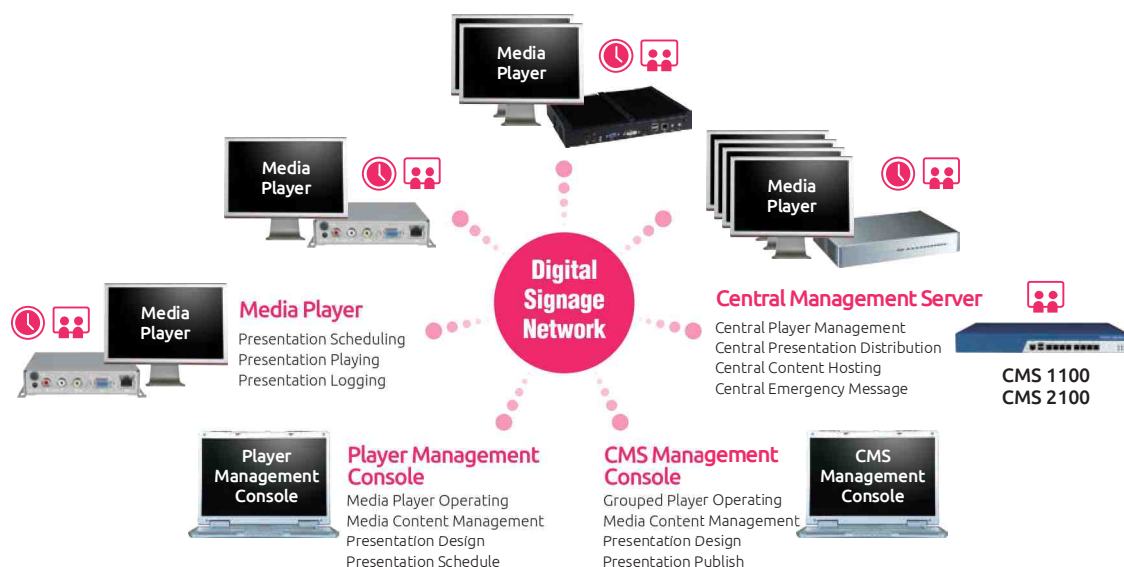 Media
Player
Media
Player
Media
Player
Digital
Signage
Network
Media
Player
Media Player
Presentation Scheduling
Presentation Playing
Presentation Logging
Central Management Server
Central Player Management
Central Presentation Distribution
Central Content Hosting
Central Emergency Message
CMS 1100
CMS 2100
Player
Management
Console
Player Management
Console
Media Player Operating
Media Content Management
Presentation Design
Presentation Schedule
CMS Management
Console
Grouped Player Operating
Media Content Management
Presentation Design
Presentation Publish
CMS
Management
Console